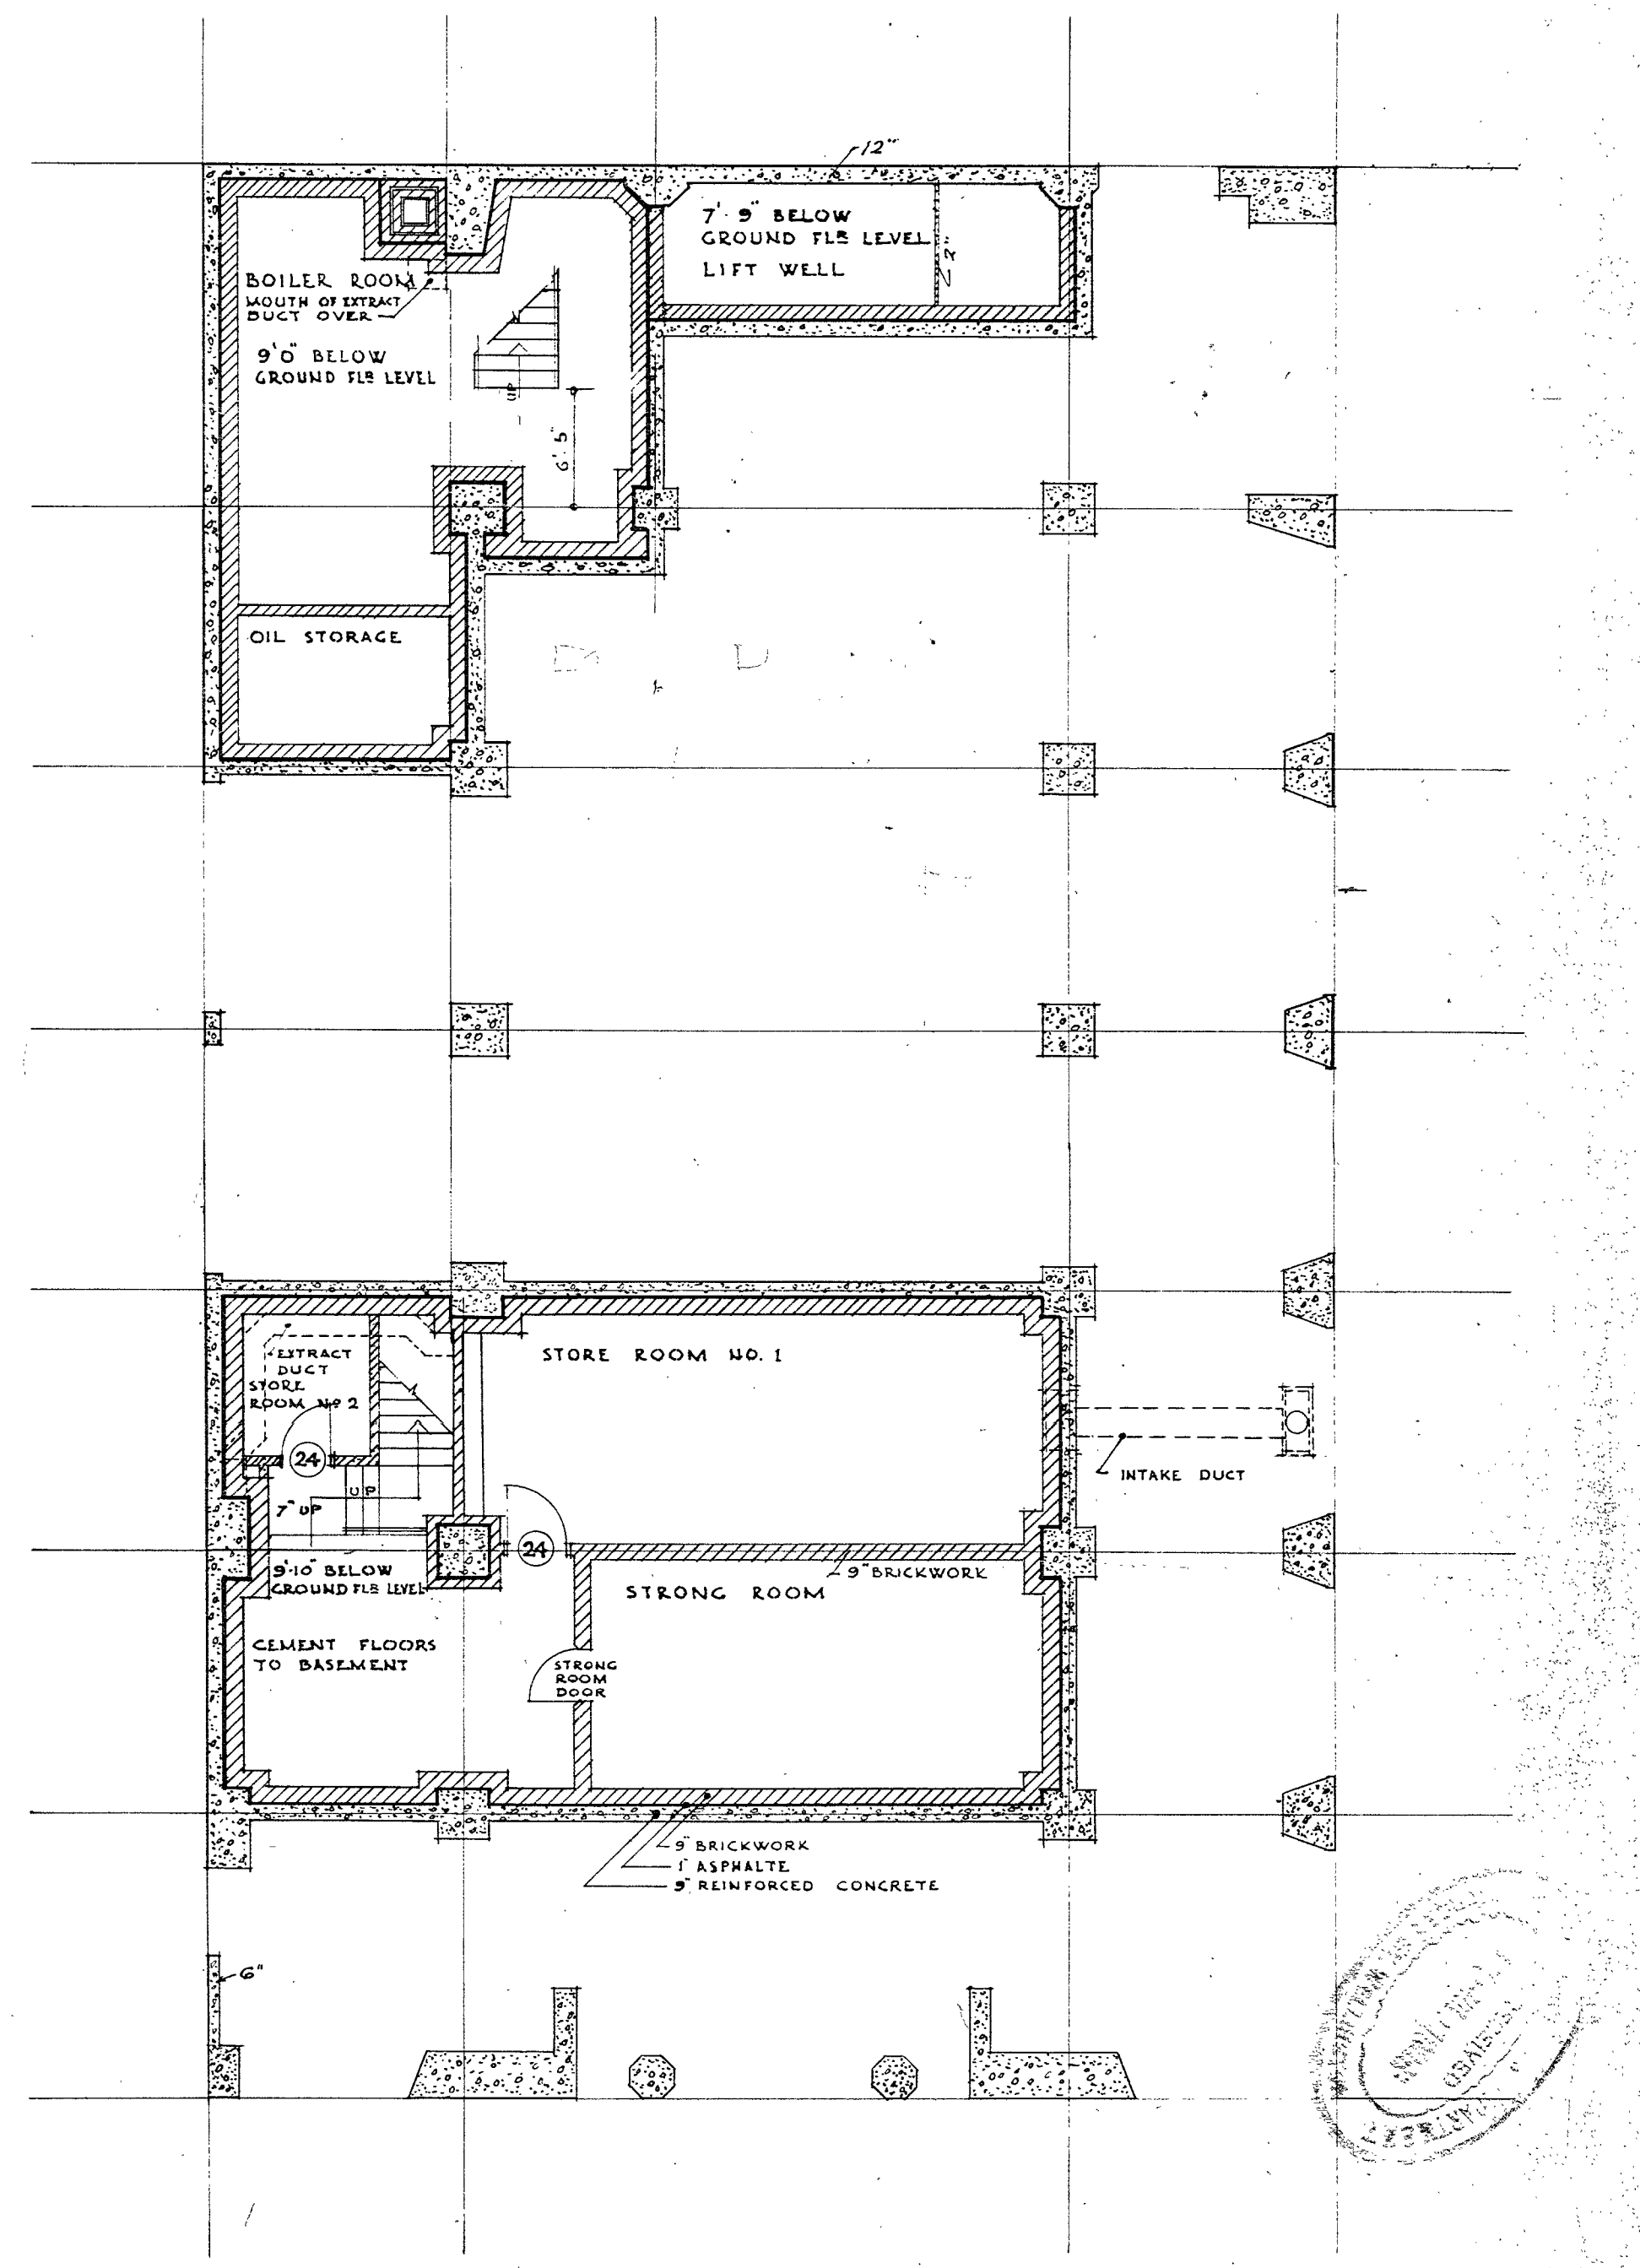 12"
7'. 9" BELOW
GROUND FLR LEVEL
LIFT WELL
BOILER ROOM
MOUTH OF EXTRACT
DUCT OVER
9'0" BELOW
GROUND FLR LEVEL
UP
6'. 5"
OIL STORAGE
EXTRACT
DUCT
STORE
ROOM Nº 2
STORE ROOM NO. 1
24
UP
7" UP
INTAKE DUCT
24
9'·10" BELOW
GROUND FLR LEVEL
9" BRICKWORK
STRONG ROOM
CEMENT FLOORS
TO BASEMENT
STRONG
ROOM
DOOR
9" BRICKWORK
1" ASPHALTE
9" REINFORCED CONCRETE
6"